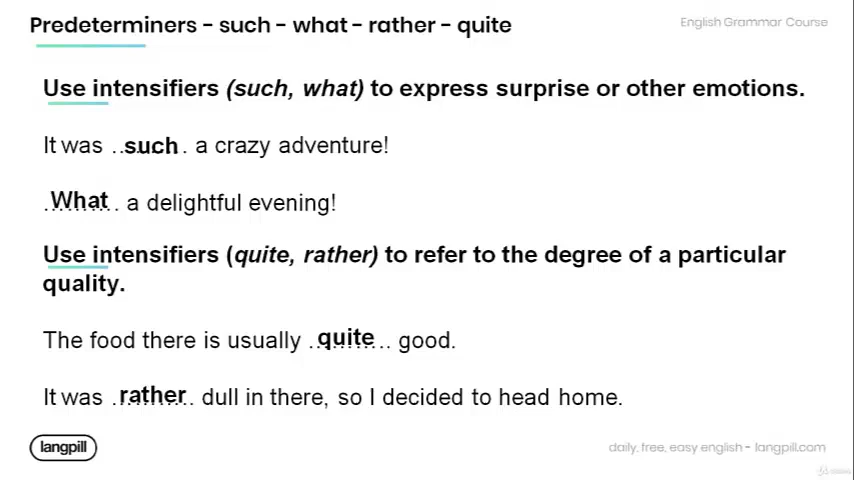 Predeterminers - such - what - rather - quite
English Grammar Course
Use intensifiers (such, what) to express surprise or other emotions.
It was ..such. a crazy adventure!
.What. a delightful evening!
Use intensifiers (quite, rather) to refer to the degree of a particular
quality.
The food there is usually .quite.. good.
It was .rather.. dull in there, so I decided to head home.
langpill
daily, free, easy english - langpill.com